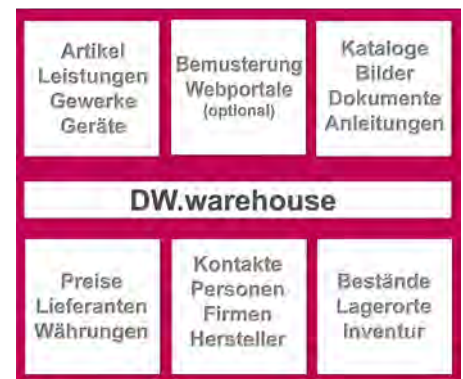 Artikel
Leistungen
Gewerke
Geräte
Bemusterung
Webportale
(optional)
Kataloge
Bilder
Dokumente
Anleitungen
DW.warehouse
Preise
Lieferanten
Währungen
Kontakte
Personen
Firmen
Hersteller
Bestände
Lagerorte
Inventur